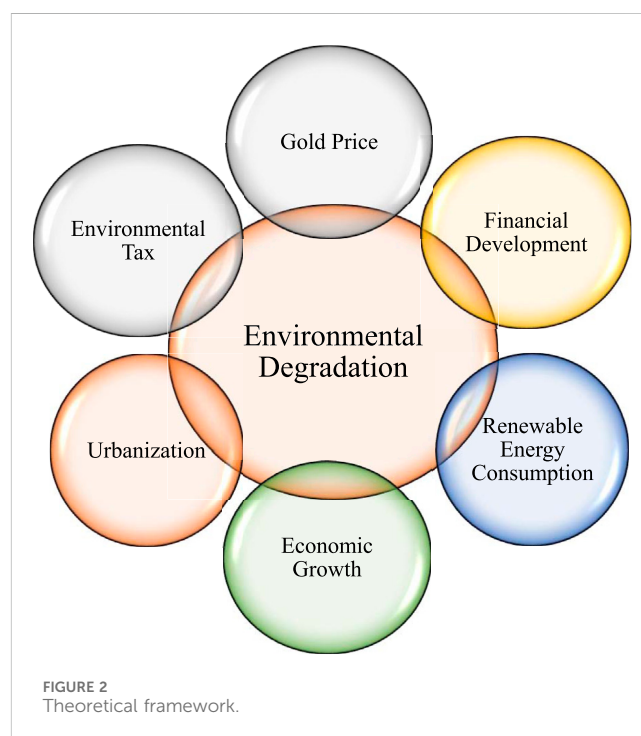 Gold Price
Environmental
Tax
Financial
Development
Environmental
Degradation
Urbanization
Renewable
Energy
Consumption
Economic
Growth
FIGURE 2
Theoretical framework.